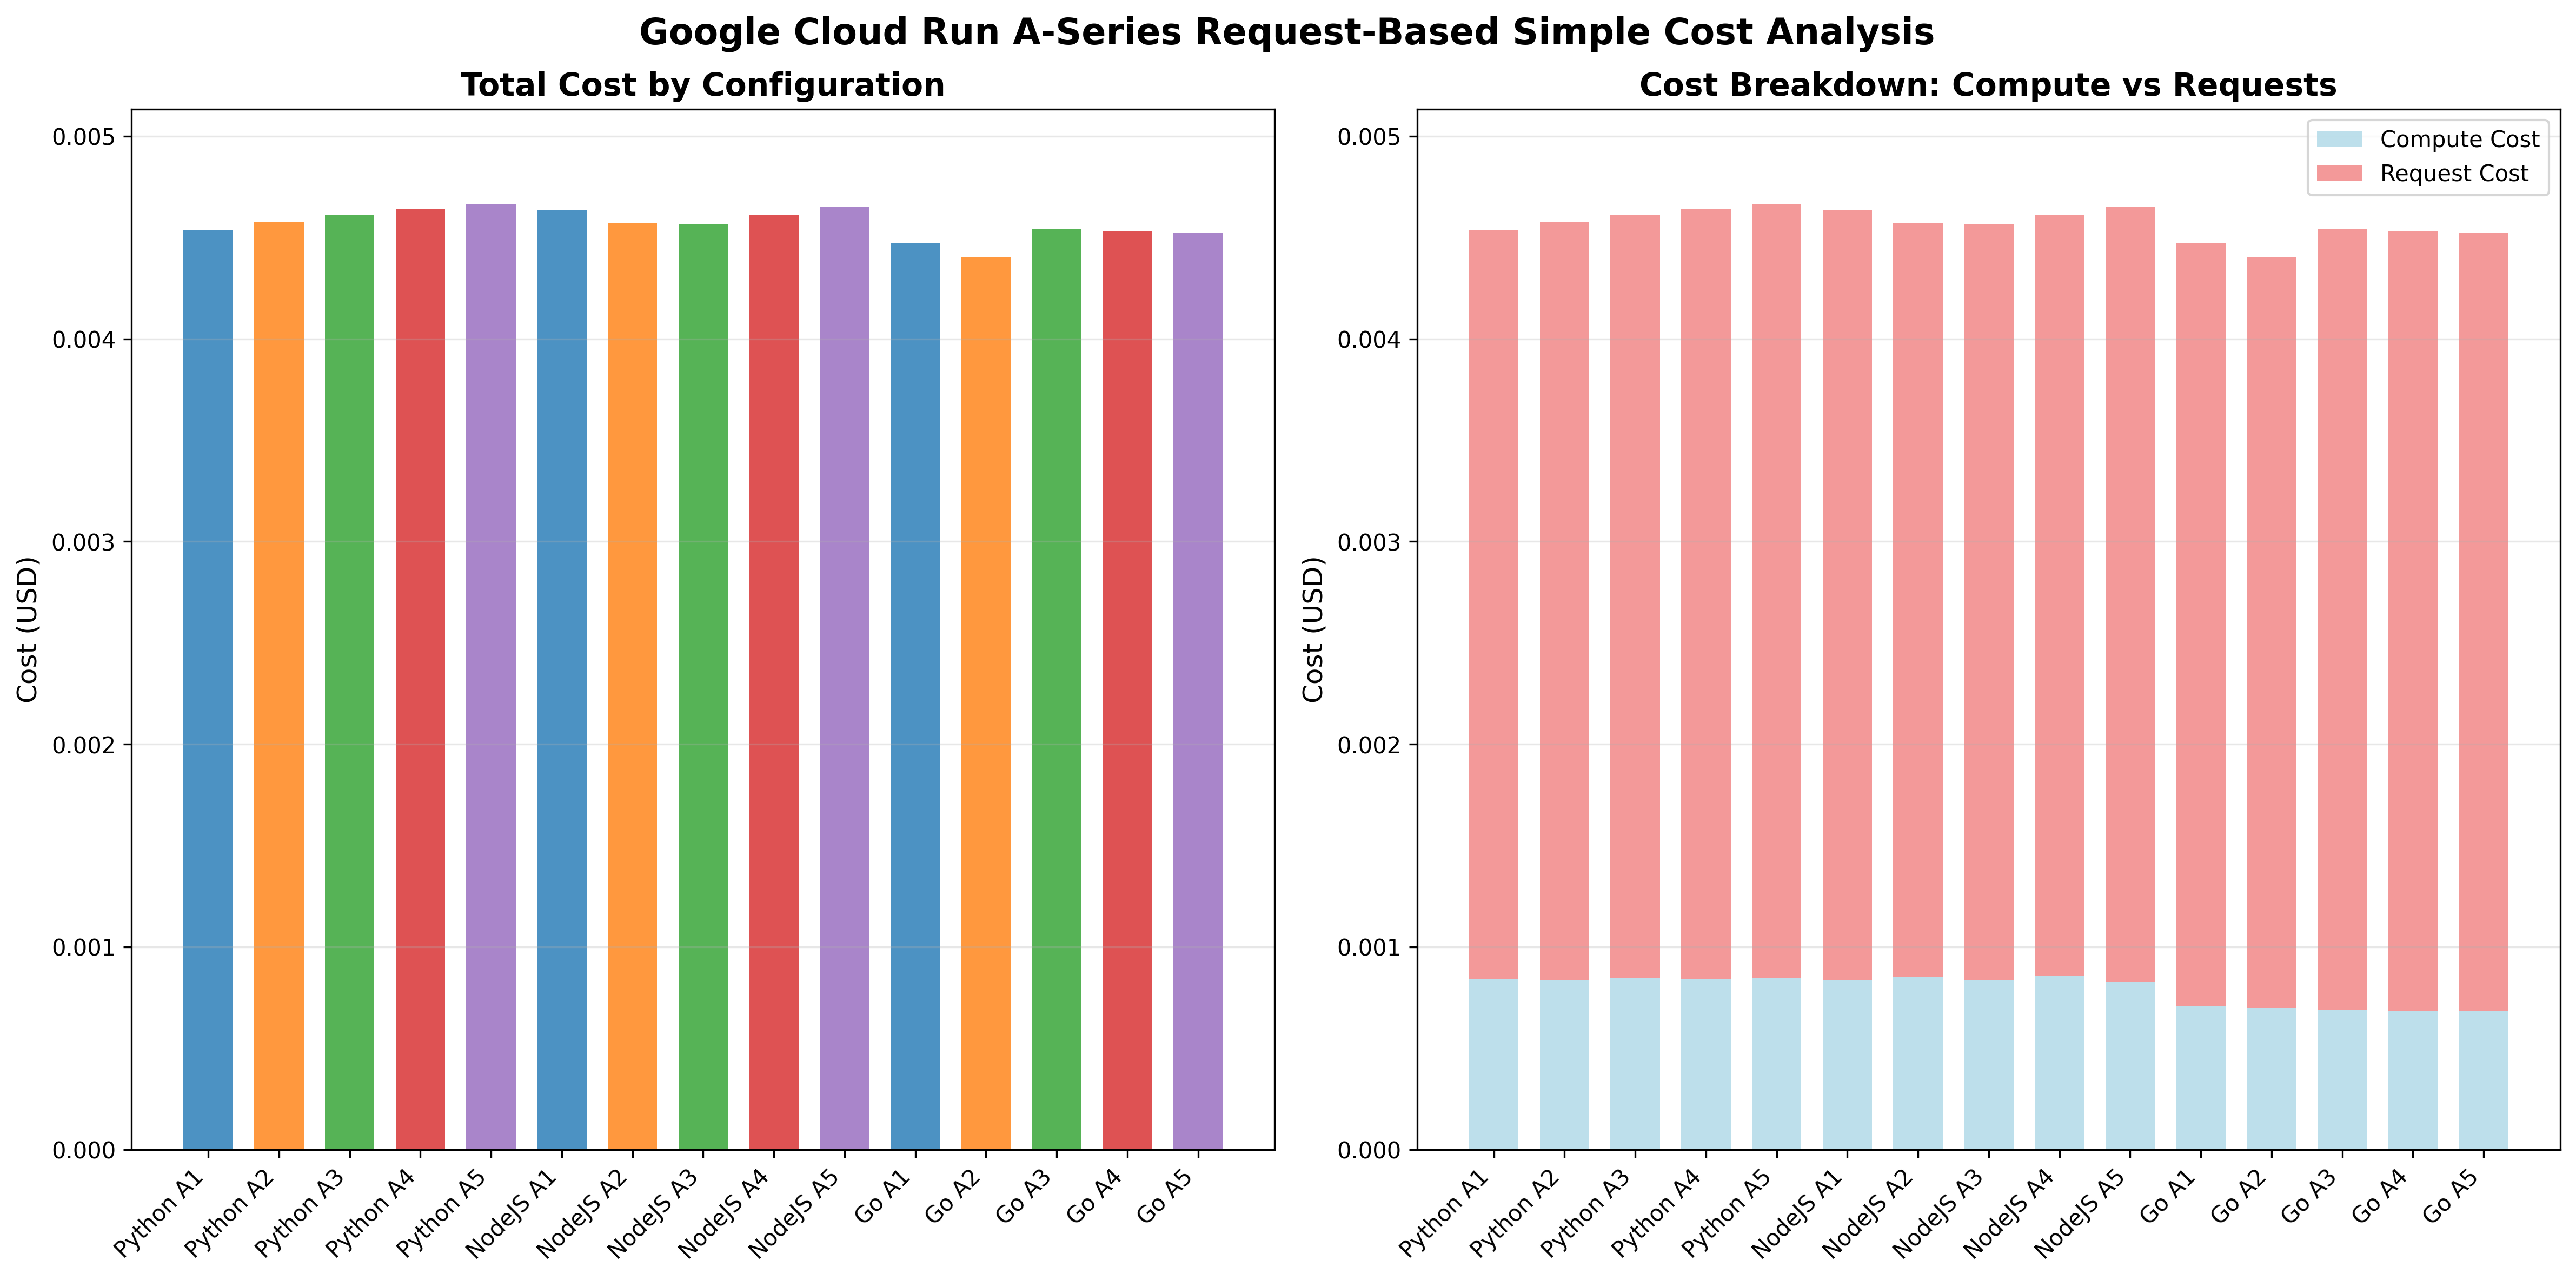 Google Cloud Run A-Series Request-Based Simple Cost Analysis
Total Cost by Configuration
Cost (USD)
0.005
0.004
0.003
0.002
0.001
0.000
Python A1
Python A2
Python A3
Python A4
Python A5
NodeJS A1
NodeJS A2
NodeJS A3
NodeJS A4
NodeJS A5
Go A1
Go A2
Go A3
Go A4
Go A5
Cost Breakdown: Compute vs Requests
Compute Cost
Request Cost
Cost (USD)
0.005
0.004
0.003
0.002
0.001
0.000
Python A1
Python A2
Python A3
Python A4
Python A5
NodeJS A1
NodeJS A2
NodeJS A3
NodeJS A4
NodeJS A5
Go A1
Go A2
Go A3
Go A4
Go A5